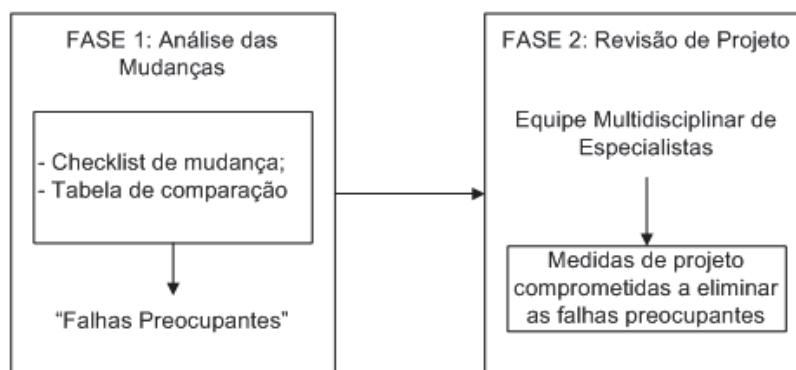 FASE 1: Análise das
Mudanças
- Checklist de mudança;
- Tabela de comparação
“Falhas Preocupantes”
FASE 2: Revisão de Projeto
Equipe Multidisciplinar de
Especialistas
Medidas de projeto
comprometidas a eliminar
as falhas preocupantes